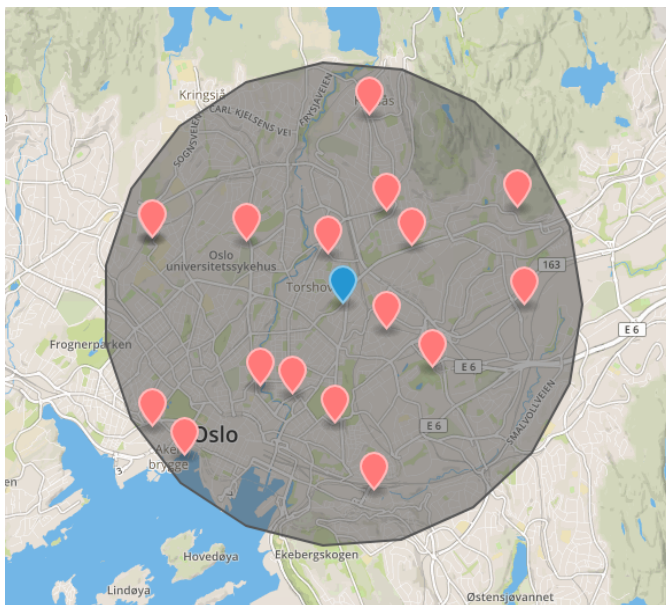 Kringsjå
CARL KJELSENS VEI
FRYSJAVEIEN
SOGNSVEIEN
Oslo
universitetssykehus
Torshov
163
E 6
Frognerparken
E 6
SMALVOLLVEIEN
E 6
Oslo
Aker
brygge
Ekebergskogen
Hovedøya
Lindøya
Østensjøvannet